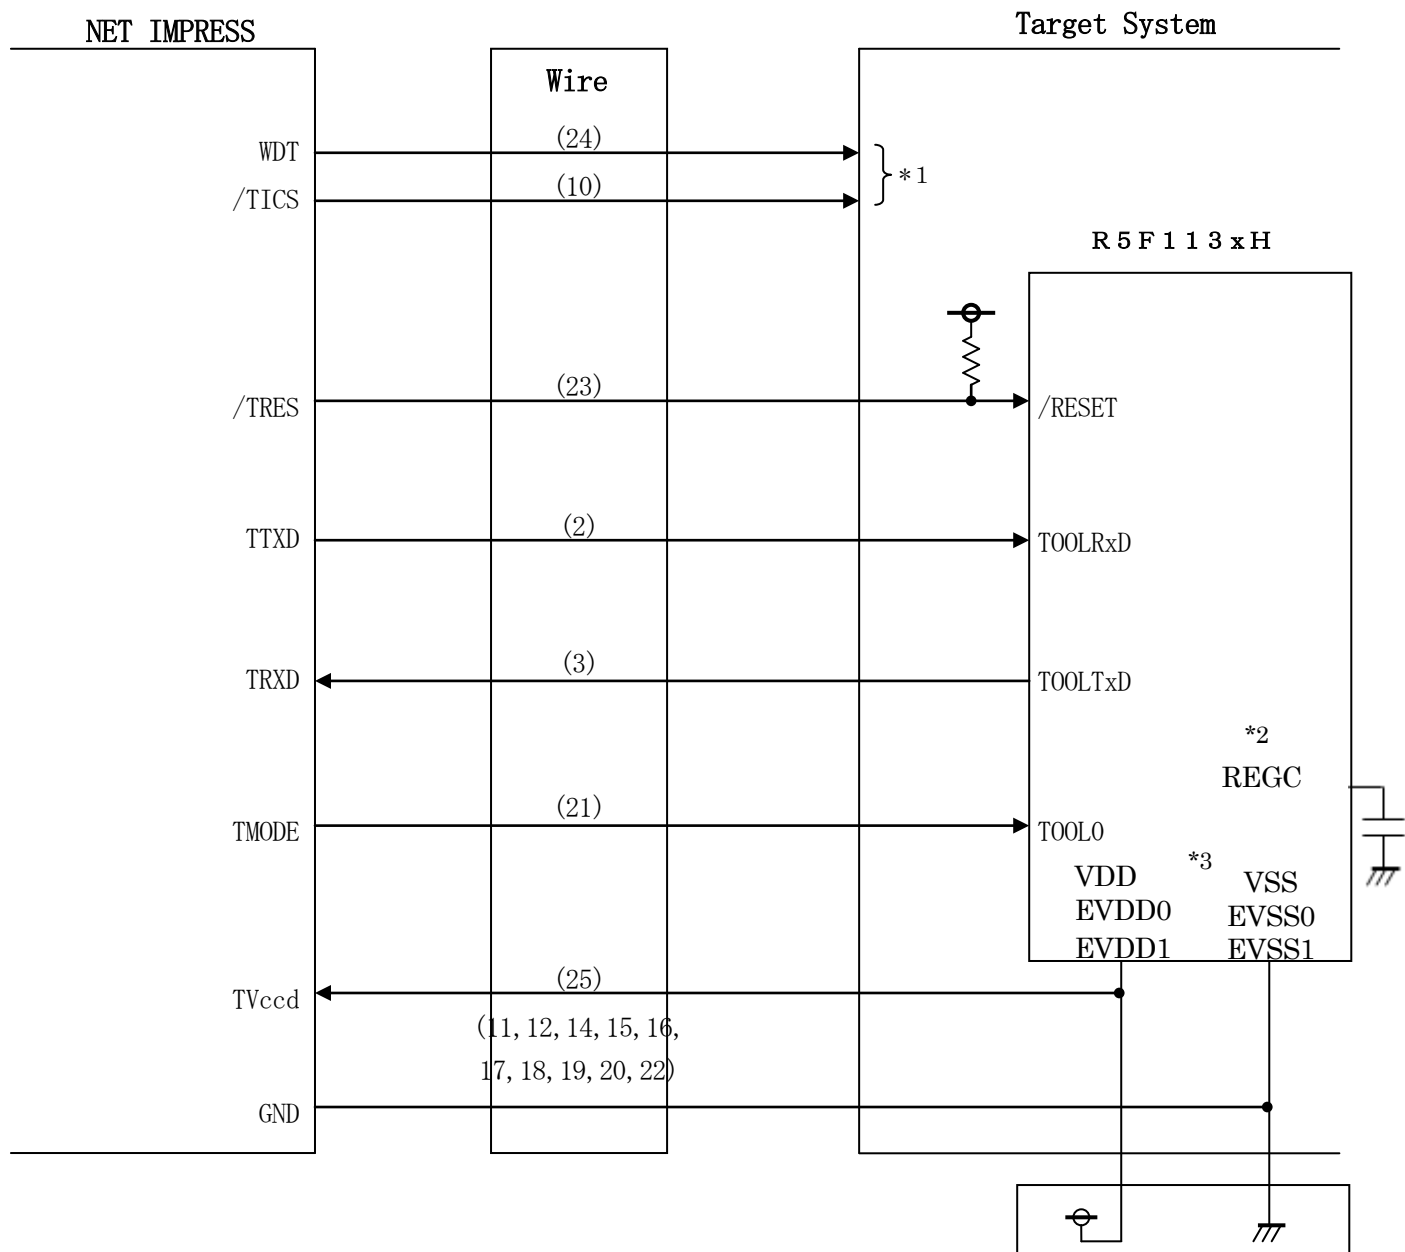 NET IMPRESS
Target System
Wire
WDT
(24)
*1
/TICS
(10)
R5F113xH
/TRES
(23)
/RESET
TTXD
(2)
TOOLRxD
TRXD
(3)
TOOLTxD
*2
REGC
TMODE
(21)
TOOL0
*3
VDD
VSS
EVDD0
EVSS0
EVDD1
EVSS1
TVccd
(25)
(11, 12, 14, 15, 16,
17, 18, 19, 20, 22)
GND